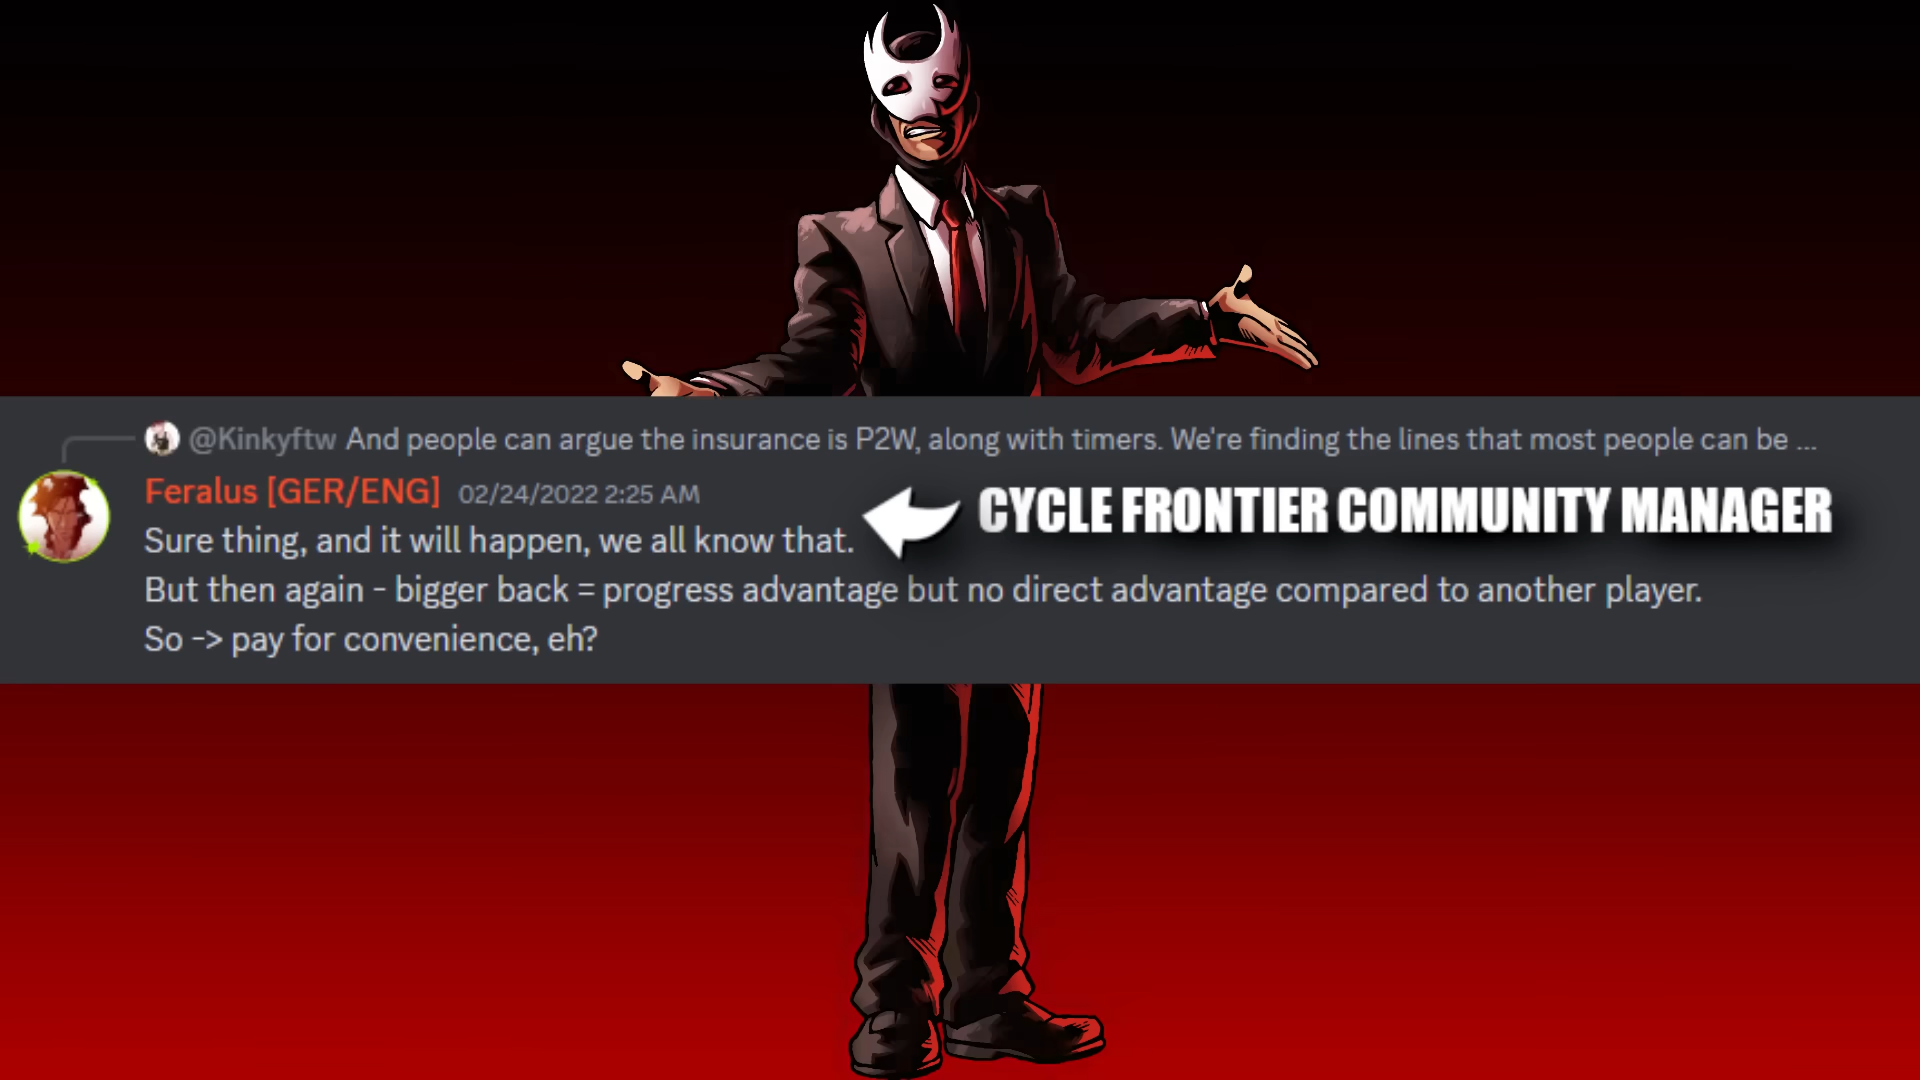 @Kinkyftw And people can argue the insurance is P2W, along with timers. We're finding the lines that most people can be ...
Feralus [GER/ENG] 02/24/2022 2:25 AM
CYCLE FRONTIER COMMUNITY MANAGER
Sure thing, and it will happen, we all know that.
But then again - bigger back = progress advantage but no direct advantage compared to another player.
So -> pay for convenience, eh?